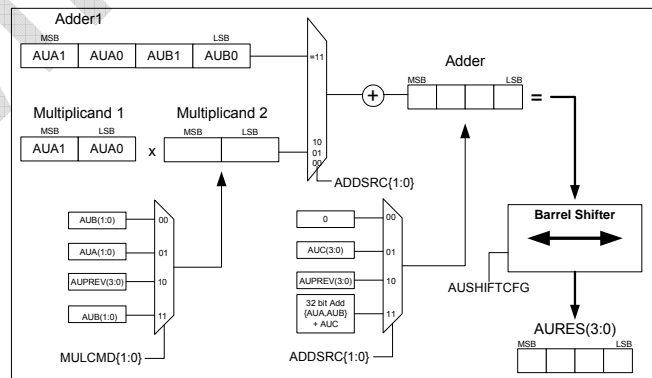 Adder1
MSB LSB
AUA1 AUA0 AUB1 AUB0
=11
Adder
MSB LSB
=
Multiplicand 1 Multiplicand 2
MSB LSB MSB LSB
AUA1 AUA0 x
10
01
00
ADDSRC{1:0}
AUB(1:0) 00
AUA(1:0) 01
AUPREV(3:0) 10
AUB(1:0) 11
MULCMD{1:0}
0 00
AUC(3:0) 01
AUPREV(3:0) 10
32 bit Add
{AUA,AUB}
+ AUC
11
ADDSRC{1:0}
Barrel Shifter
AUSHIFTCFG
AURES(3:0)
MSB LSB